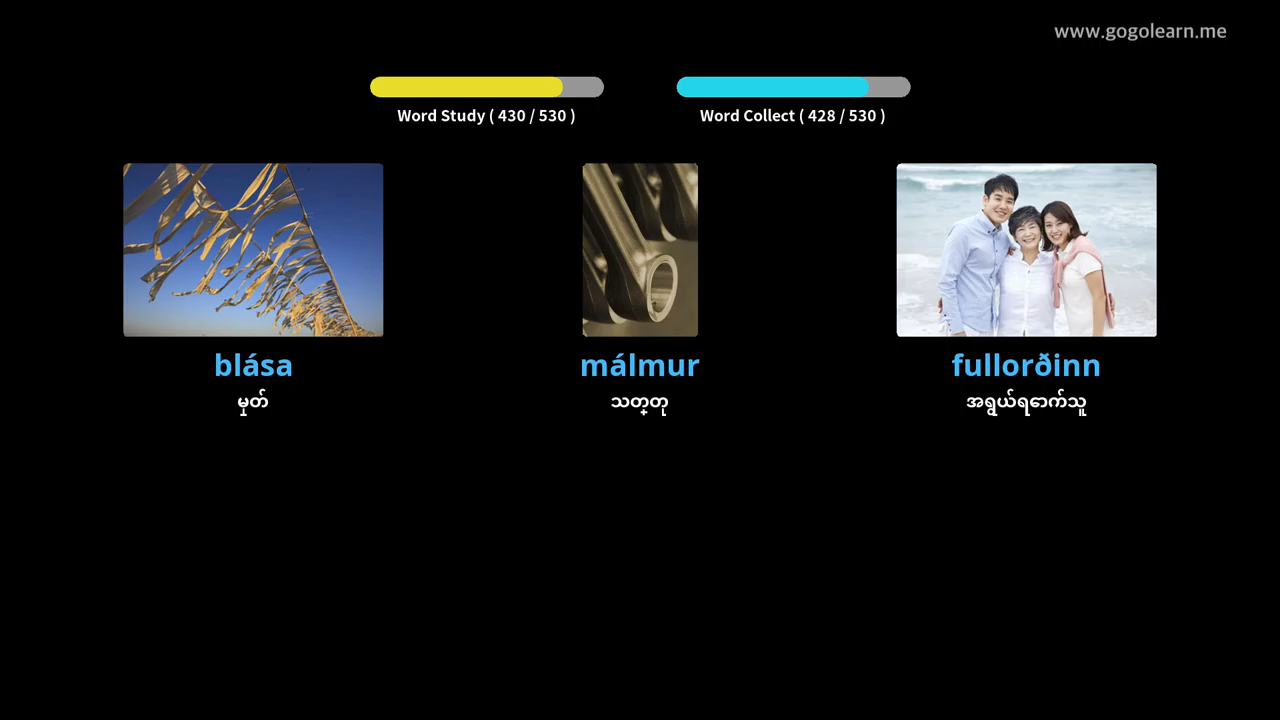 www.gogolearn.me
Word Study ( 430 / 530 )
Word Collect ( 428 / 530 )
blása
မှုတ်
málmur
သတ္တု
fullorðinn
အရွယ်ရောက်သူ